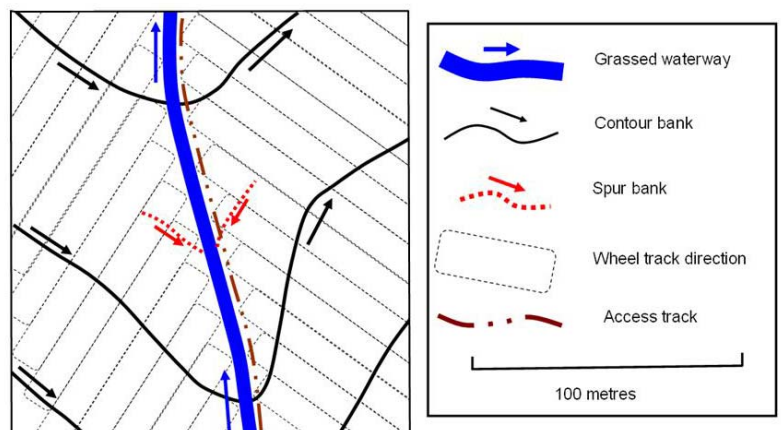 Grassed waterway
Contour bank
Spur bank
Wheel track direction
Access track
100 metres